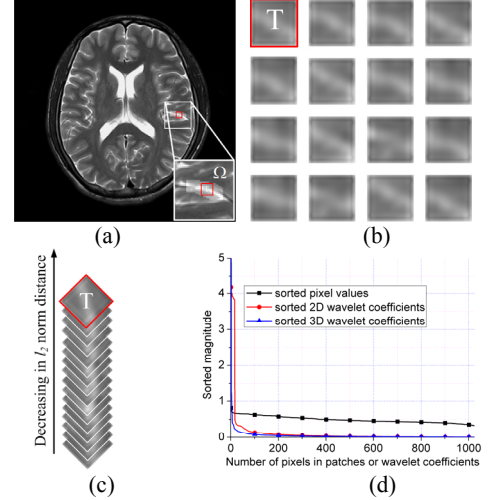 Ω
(a)
T
(b)
Decreasing in l₂ norm distance
T
(c)
Sorted magnitude
5
4
3
2
1
0
sorted pixel values
sorted 2D wavelet coefficients
sorted 3D wavelet coefficients
0 200 400 600 800 1000
Number of pixels in patches or wavelet coefficients
(d)